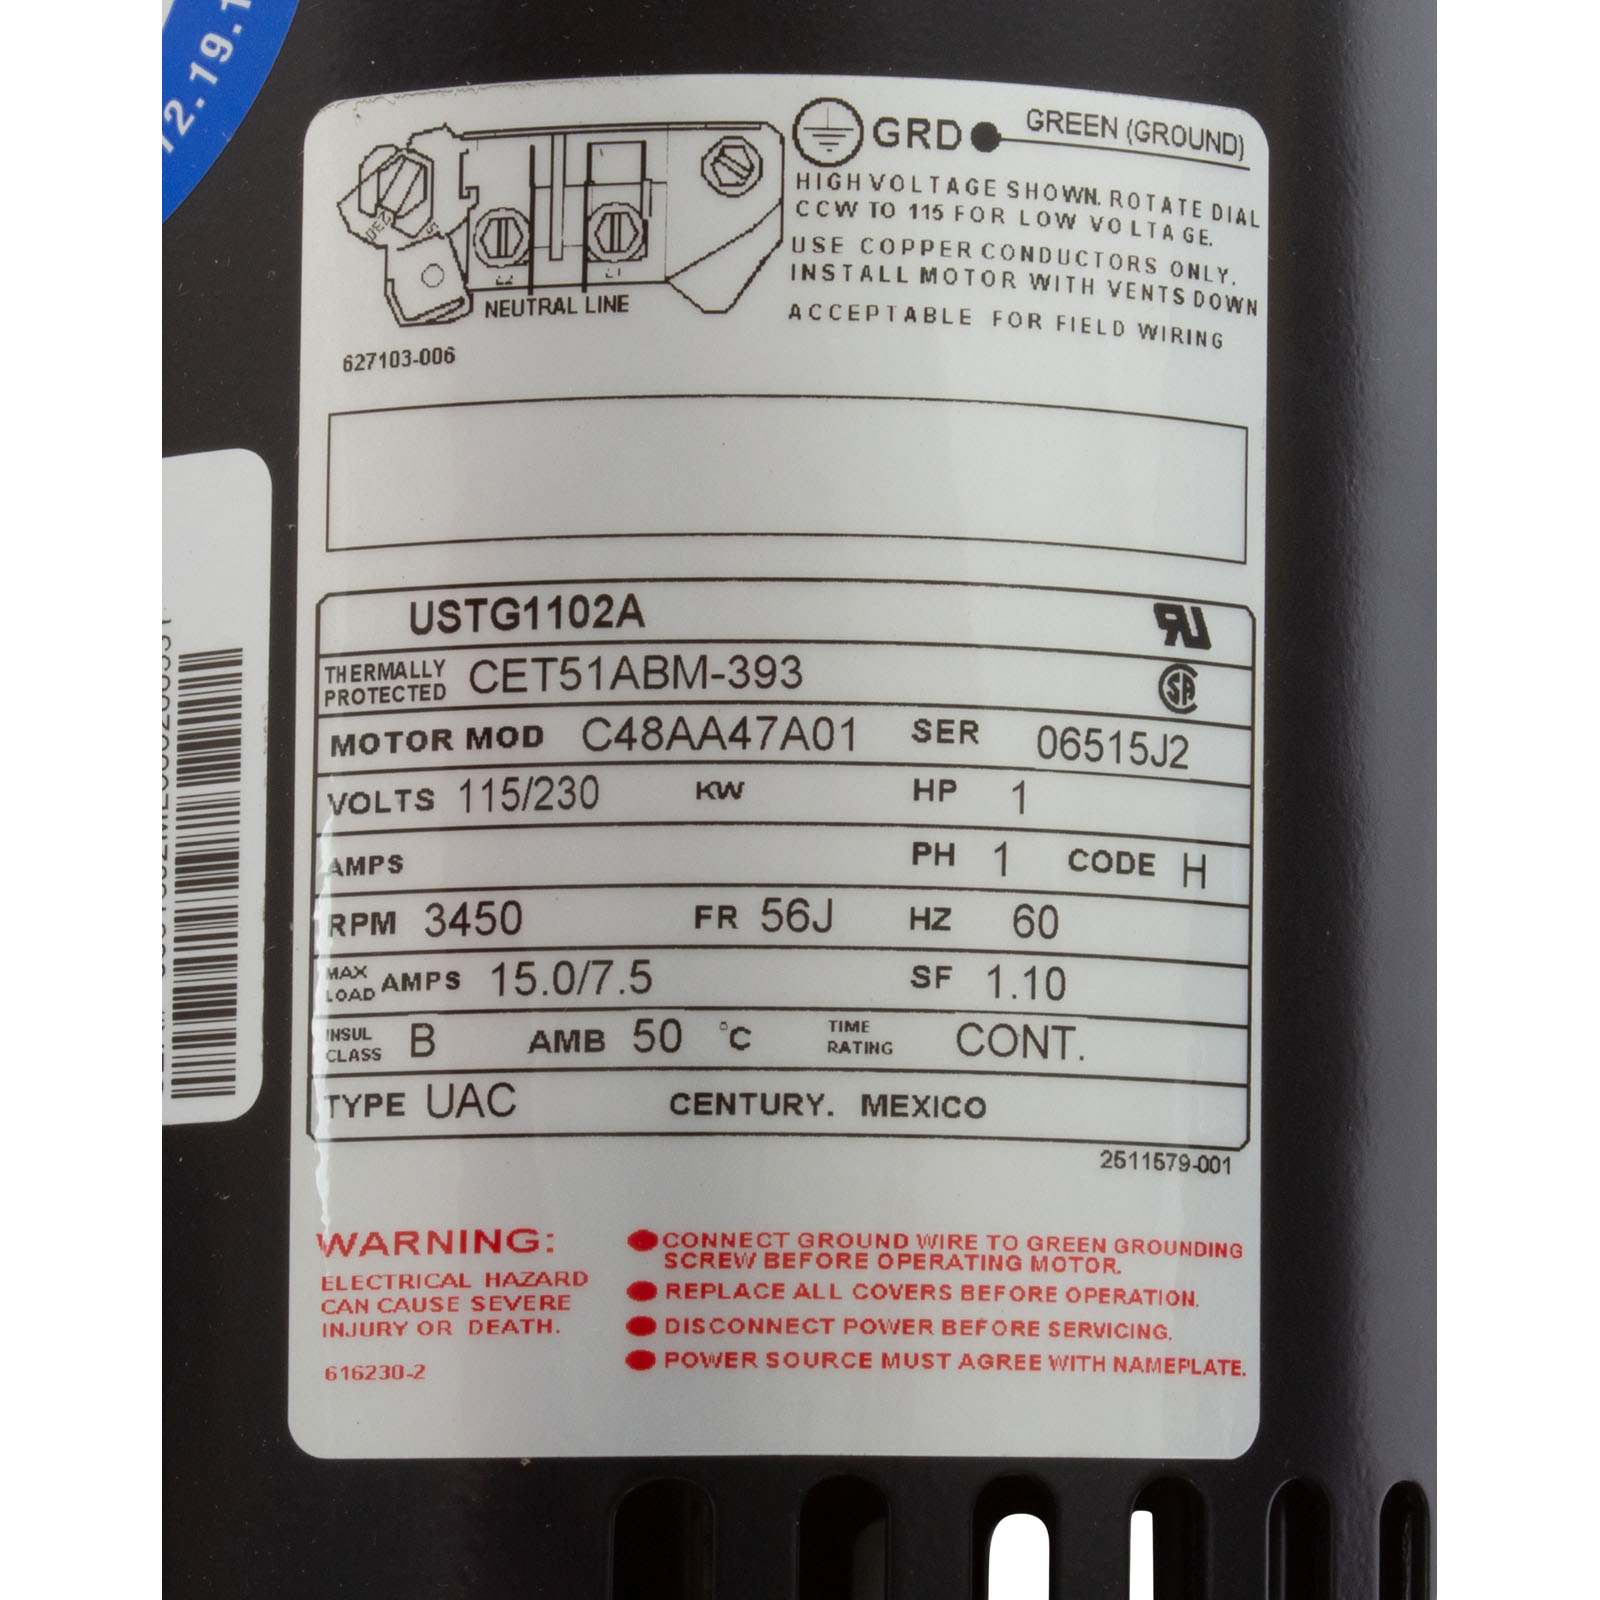 12.19.1
GRD GREEN (GROUND)
HIGH VOLTAGE SHOWN. ROTATE DIAL
CCW TO 115 FOR LOW VOLTAGE.
USE COPPER CONDUCTORS ONLY.
INSTALL MOTOR WITH VENTS DOWN
ACCEPTABLE FOR FIELD WIRING
L2 L1
NEUTRAL LINE
627103-006
USTG1102A
THERMALLY
PROTECTED CET51ABM-393
MOTOR MOD C48AA47A01 SER 06515J2
VOLTS 115/230 KW HP 1
AMPS PH 1 CODE H
RPM 3450 FR 56J HZ 60
MAX
LOAD AMPS 15.0/7.5 SF 1.10
INSUL
CLASS B AMB 50 °C TIME
RATING CONT.
TYPE UAC CENTURY. MEXICO
2511579-001
WARNING:
ELECTRICAL HAZARD
CAN CAUSE SEVERE
INJURY OR DEATH.
616230-2
CONNECT GROUND WIRE TO GREEN GROUNDING
SCREW BEFORE OPERATING MOTOR.
REPLACE ALL COVERS BEFORE OPERATION.
DISCONNECT POWER BEFORE SERVICING.
POWER SOURCE MUST AGREE WITH NAMEPLATE.